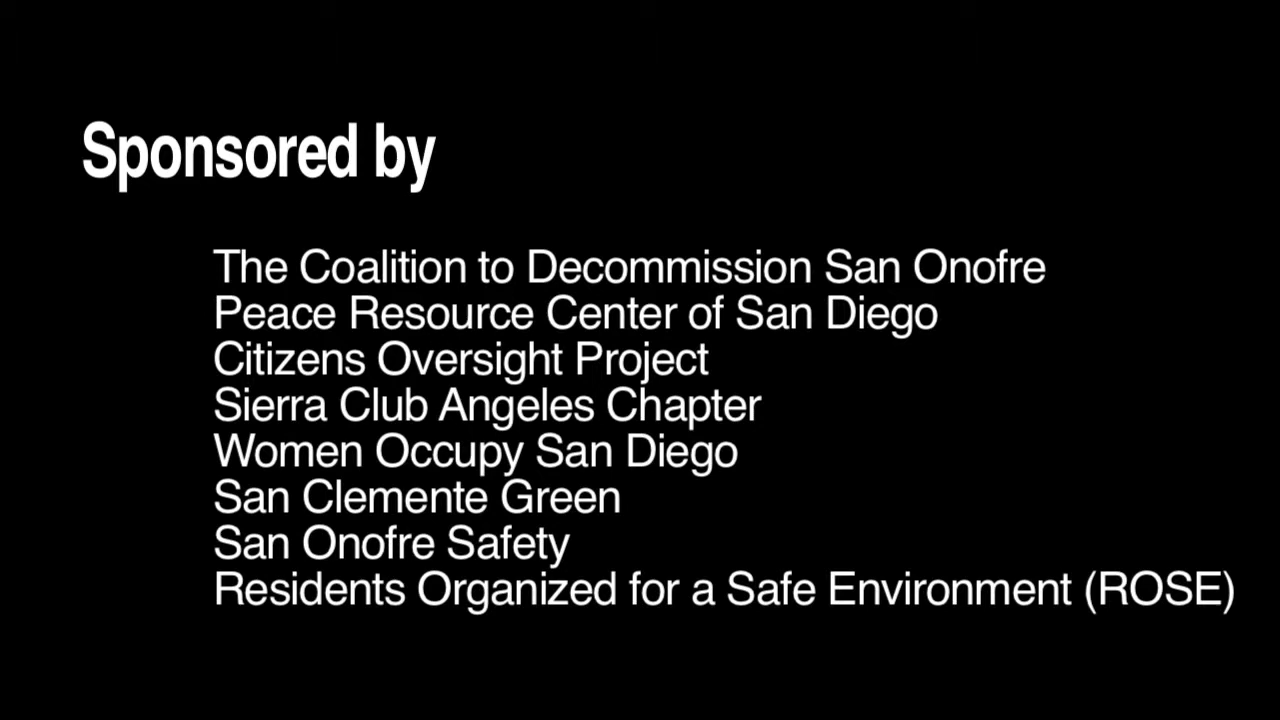 Sponsored by
The Coalition to Decommission San Onofre
Peace Resource Center of San Diego
Citizens Oversight Project
Sierra Club Angeles Chapter
Women Occupy San Diego
San Clemente Green
San Onofre Safety
Residents Organized for a Safe Environment (ROSE)